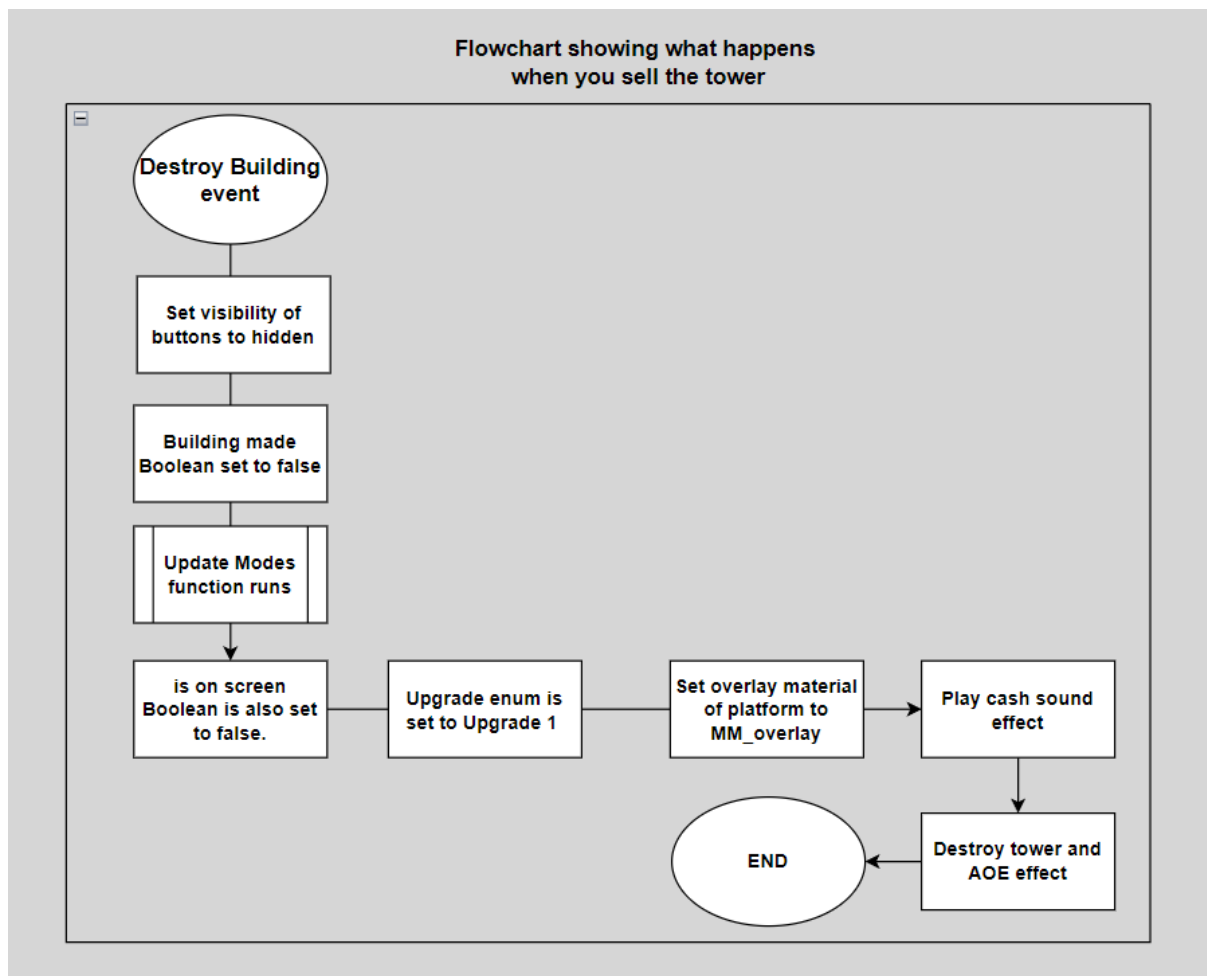 Flowchart showing what happens
when you sell the tower
Destroy Building
event
Set visibility of
buttons to hidden
Building made
Boolean set to false
Update Modes
function runs
is on screen
Boolean is also set
to false.
Upgrade enum is
set to Upgrade 1
Set overlay material
of platform to
MM_overlay
Play cash sound
effect
Destroy tower and
AOE effect
END